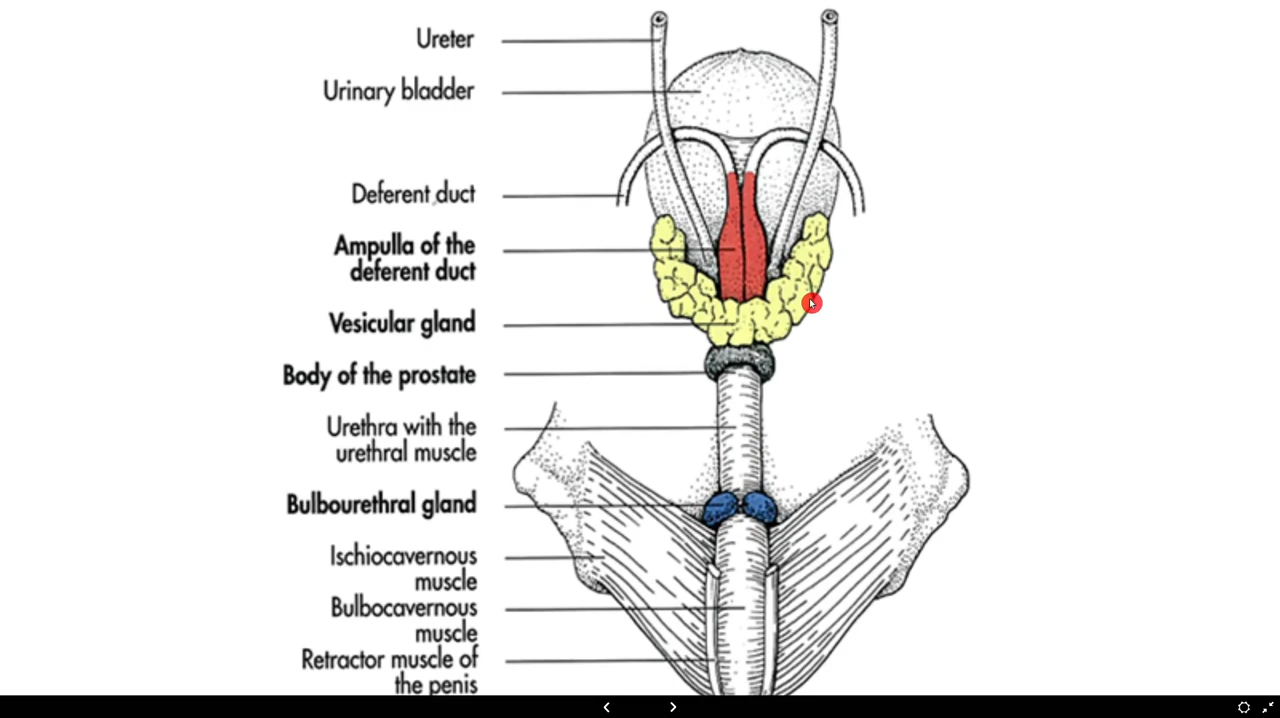 Ureter
Urinary bladder
Deferent duct
Ampulla of the
deferent duct
Vesicular gland
Body of the prostate
Urethra with the
urethral muscle
Bulbourethral gland
Ischiocavernous
muscle
Bulbocavernous
muscle
Retractor muscle of
the penis